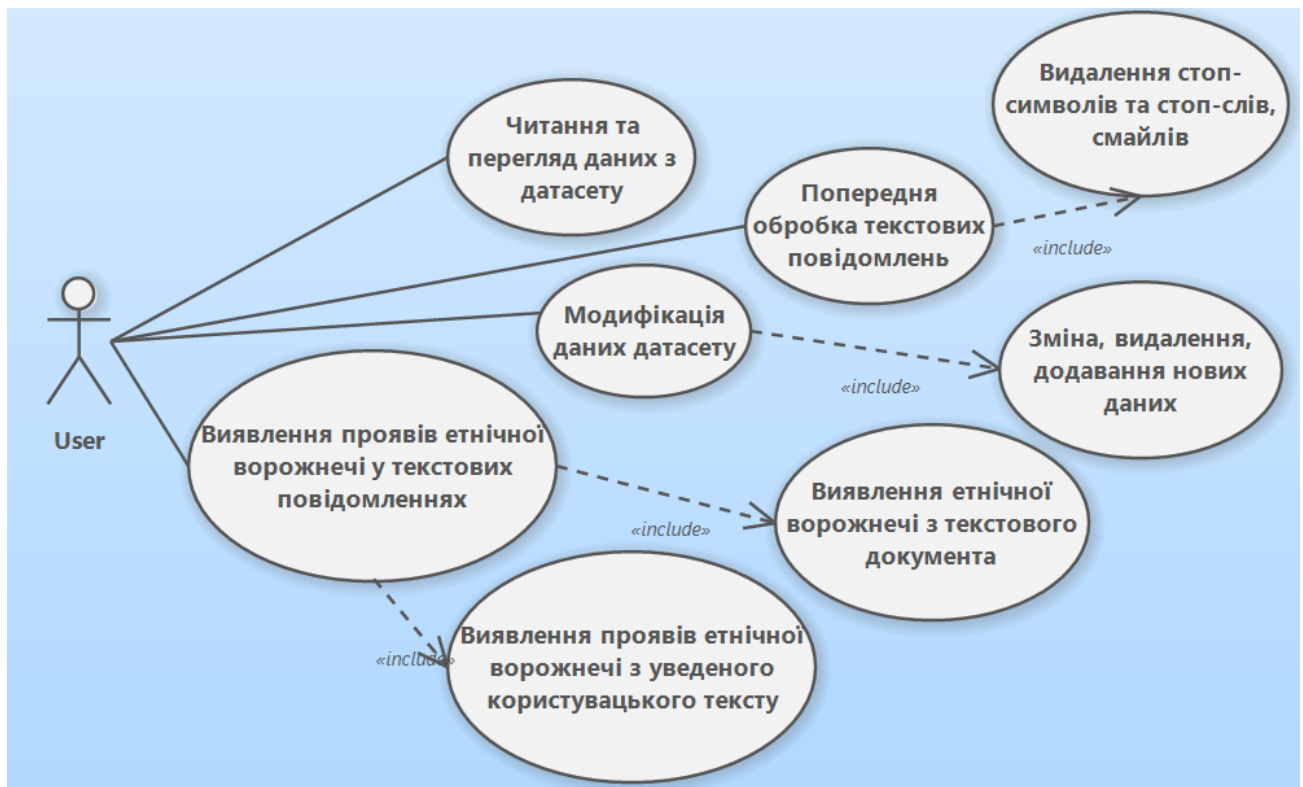 Видалення стоп-
символів та стоп-слів,
смайлів
Читання та
перегляд даних з
датасету
Попередня
обробка текстових
повідомлень
«include»
Модифікація
даних датасету
«include»
Зміна, видалення,
додавання нових
даних
User
Виявлення проявів етнічної
ворожнечі у текстових
повідомленнях
«include»
Виявлення етнічної
ворожнечі з текстового
документа
«include»
Виявлення проявів етнічної
ворожнечі з уведеного
користувацького тексту